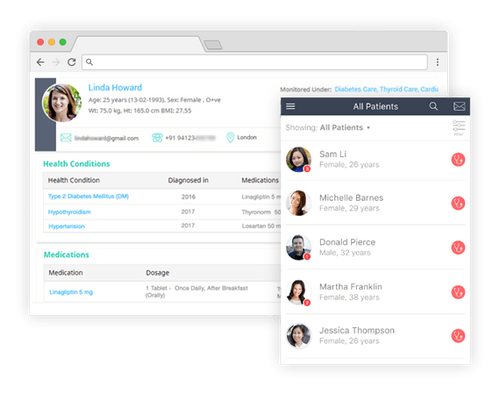 Linda Howard
Age: 25 years (13-02-1993), Sex: Female , O+ve
Wt: 75.0 kg, Ht: 165.0 cm BMI: 27.55
Monitored Under: Diabetes Care, Thyroid Care, Cardi
@gmail.com
+91 94123
London
Health Conditions
Health Condition Diagnosed in Medications
Type 2 Diabetes Mellitus (DM) 2016 Linagliptin 5 m
Hypothyroidism 2017 Thyronorm 50
Hypertension 2017 Losartan 50 m
Medications
Medication Dosage
Linagliptin 5 mg 1 Tablet - Once Daily, After Breakfast
(Orally)
All Patients
Showing: All Patients
Sam Li
Female, 26 years
Michelle Barnes
Female, 29 years
Donald Pierce
Male, 32 years
Martha Franklin
Female, 38 years
Jessica Thompson
Female, 26 years